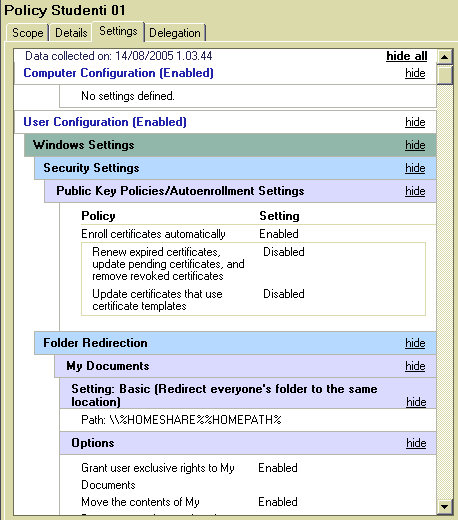 Policy Studenti 01
Scope Details Settings Delegation
Data collected on: 14/08/2005 1.03.44 hide all
Computer Configuration (Enabled) hide
No settings defined.
User Configuration (Enabled) hide
Windows Settings hide
Security Settings hide
Public Key Policies/Autoenrollment Settings hide
Policy Setting
Enroll certificates automatically Enabled
Renew expired certificates, Disabled
update pending certificates, and
remove revoked certificates
Update certificates that use Disabled
certificate templates
Folder Redirection hide
My Documents hide
Setting: Basic (Redirect everyone's folder to the same
location) hide
Path: \\%HOMESHARE%%HOMEPATH%
Options hide
Grant user exclusive rights to My Enabled
Documents
Move the contents of My Enabled